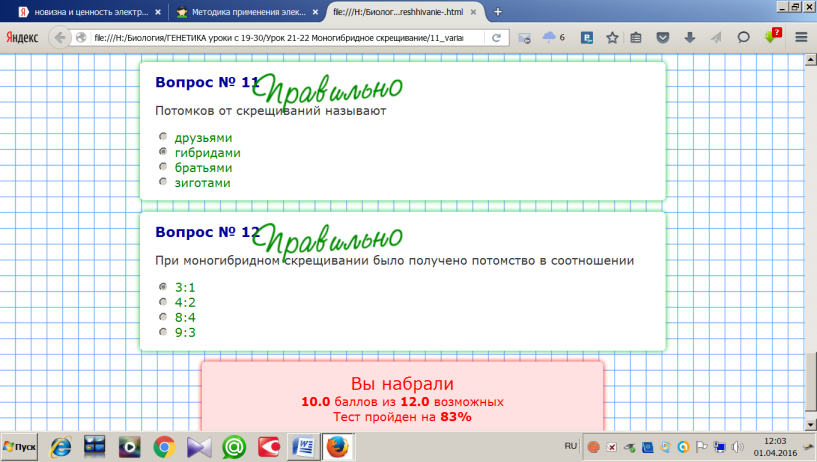 новизна и ценность электр...
Методика применения элек...
file:///H:/Биолог...reshhivanie-.html
Яндекс
file:///H:/Биология/ГЕНЕТИКА уроки с 19-30/Урок 21-22 Моногибридное скрещивание/11_variar
6
?
Вопрос № 11
Правильно
Потомков от скрещиваний называют
друзьями
гибридами
братьями
зиготами
Вопрос № 12
Правильно
При моногибридном скрещивании было получено потомство в соотношении
3:1
4:2
8:4
9:3
Вы набрали
10.0 баллов из 12.0 возможных
Тест пройден на 83%
Пуск
RU
12:03
01.04.2016